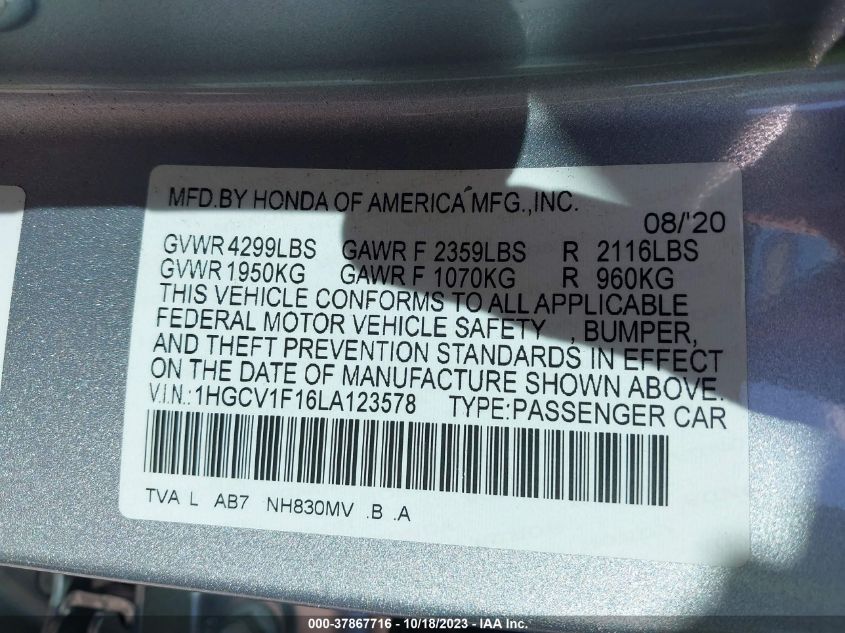 MFD.BY HONDA OF AMERICA MFG.,INC.
08/'20
GVWR 4299LBS GAWR F 2359LBS R 2116LBS
GVWR 1950KG GAWR F 1070KG R 960KG
THIS VEHICLE CONFORMS TO ALL APPLICABLE
FEDERAL MOTOR VEHICLE SAFETY , BUMPER,
AND THEFT PREVENTION STANDARDS IN EFFECT
ON THE DATE OF MANUFACTURE SHOWN ABOVE.
V.I.N.:1HGCV1F16LA123578 TYPE:PASSENGER CAR
TVA L AB7 NH830MV .B .A
000-37867716 - 10/18/2023 - IAA Inc.